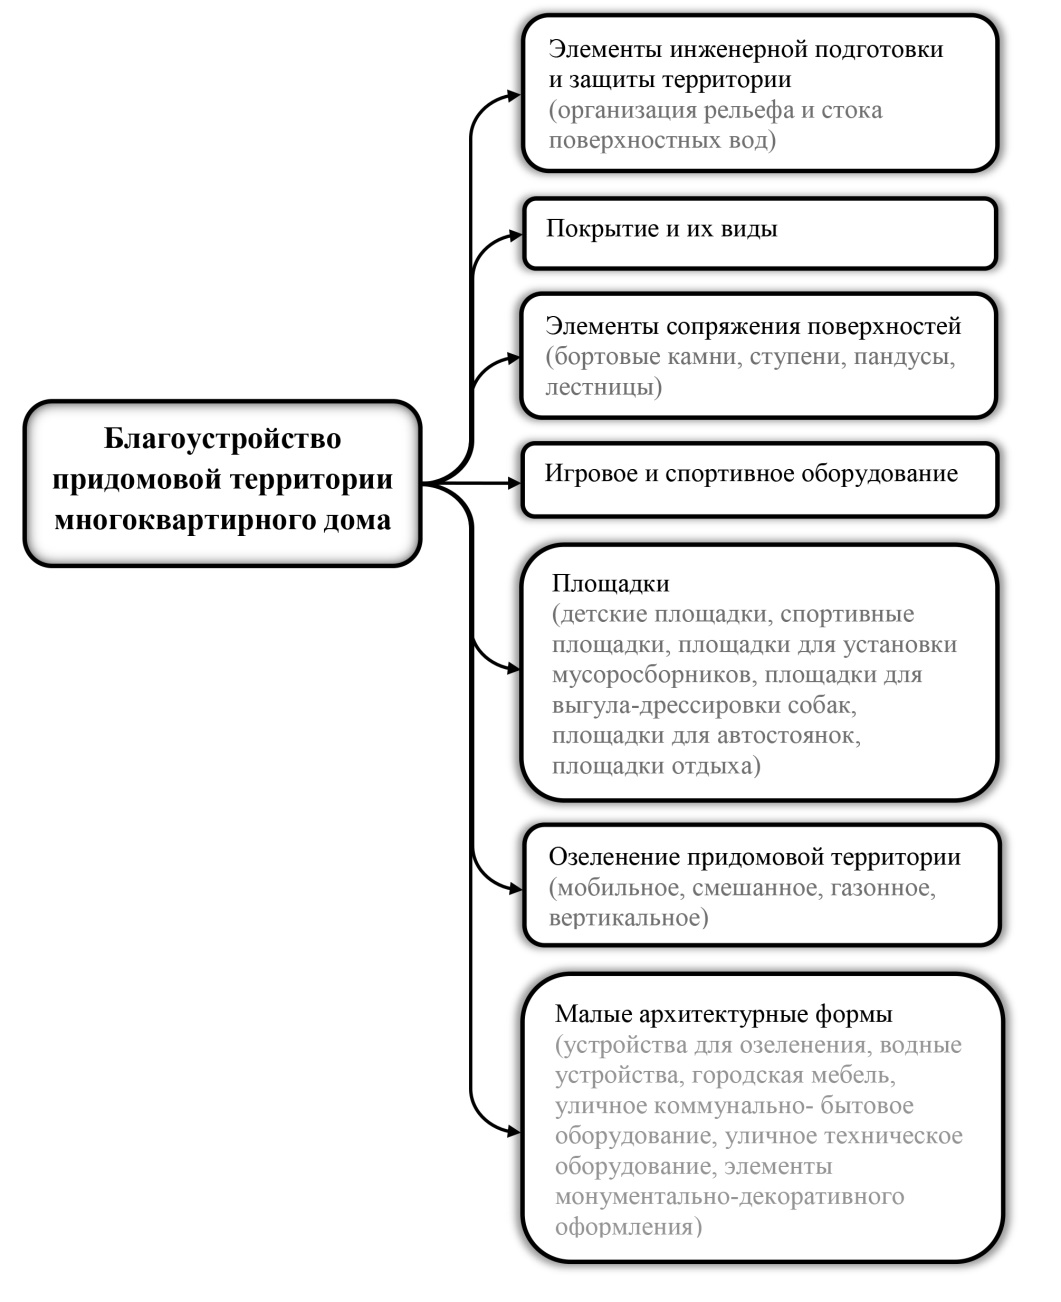 Элементы инженерной подготовки
и защиты территории
(организация рельефа и стока
поверхностных вод)
Покрытие и их виды
Элементы сопряжения поверхностей
(бортовые камни, ступени, пандусы,
лестницы)
Благоустройство
придомовой территории
многоквартирного дома
Игровое и спортивное оборудование
Площадки
(детские площадки, спортивные
площадки, площадки для установки
мусоросборников, площадки для
выгула-дрессировки собак,
площадки для автостоянок,
площадки отдыха)
Озеленение придомовой территории
(мобильное, смешанное, газонное,
вертикальное)
Малые архитектурные формы
(устройства для озеленения, водные
устройства, городская мебель,
уличное коммунально- бытовое
оборудование, уличное техническое
оборудование, элементы
монументально-декоративного
оформления)